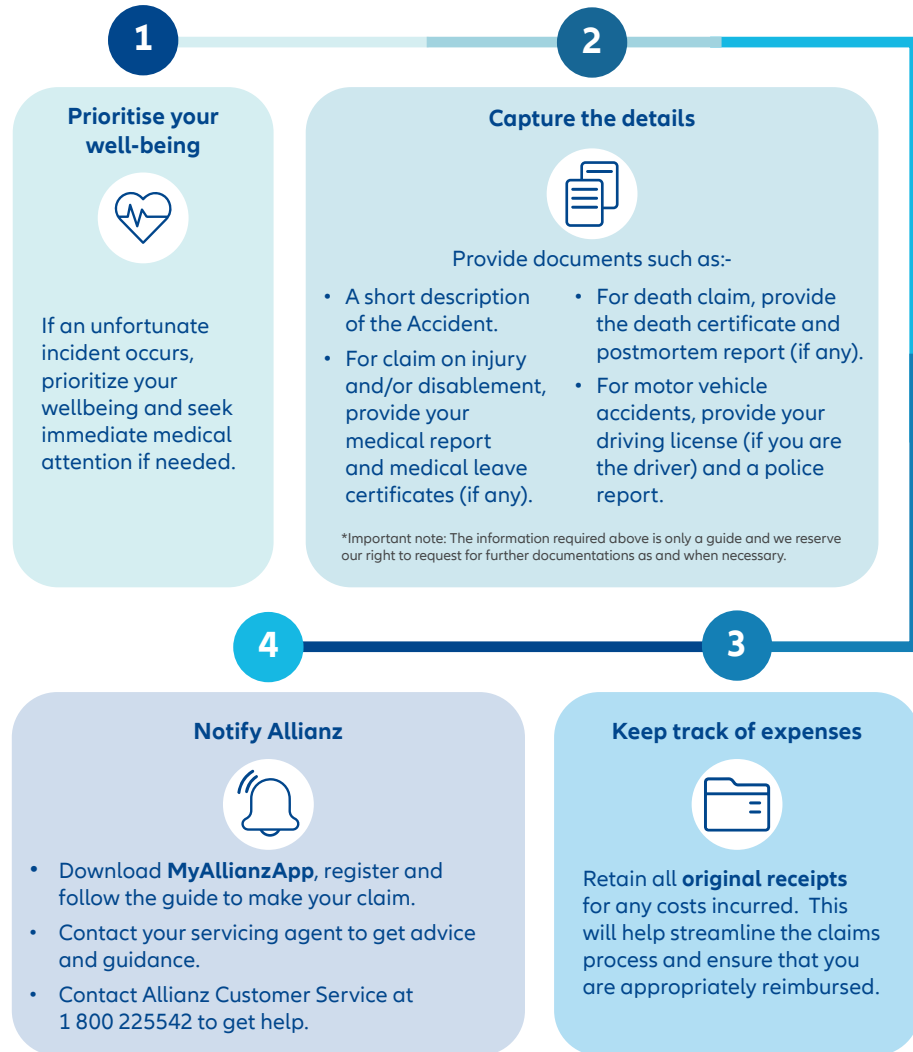 1
Prioritise your
well-being
If an unfortunate
incident occurs,
prioritize your
wellbeing and seek
immediate medical
attention if needed.
2
Capture the details
Provide documents such as:-
• A short description
of the Accident.
• For claim on injury
and/or disablement,
provide your
medical report
and medical leave
certificates (if any).
• For death claim, provide
the death certificate and
postmortem report (if any).
• For motor vehicle
accidents, provide your
driving license (if you are
the driver) and a police
report.
*Important note: The information required above is only a guide and we reserve
our right to request for further documentations as and when necessary.
3
Keep track of expenses
Retain all original receipts
for any costs incurred. This
will help streamline the claims
process and ensure that you
are appropriately reimbursed.
4
Notify Allianz
• Download MyAllianzApp, register and
follow the guide to make your claim.
• Contact your servicing agent to get advice
and guidance.
• Contact Allianz Customer Service at
1 800 225542 to get help.